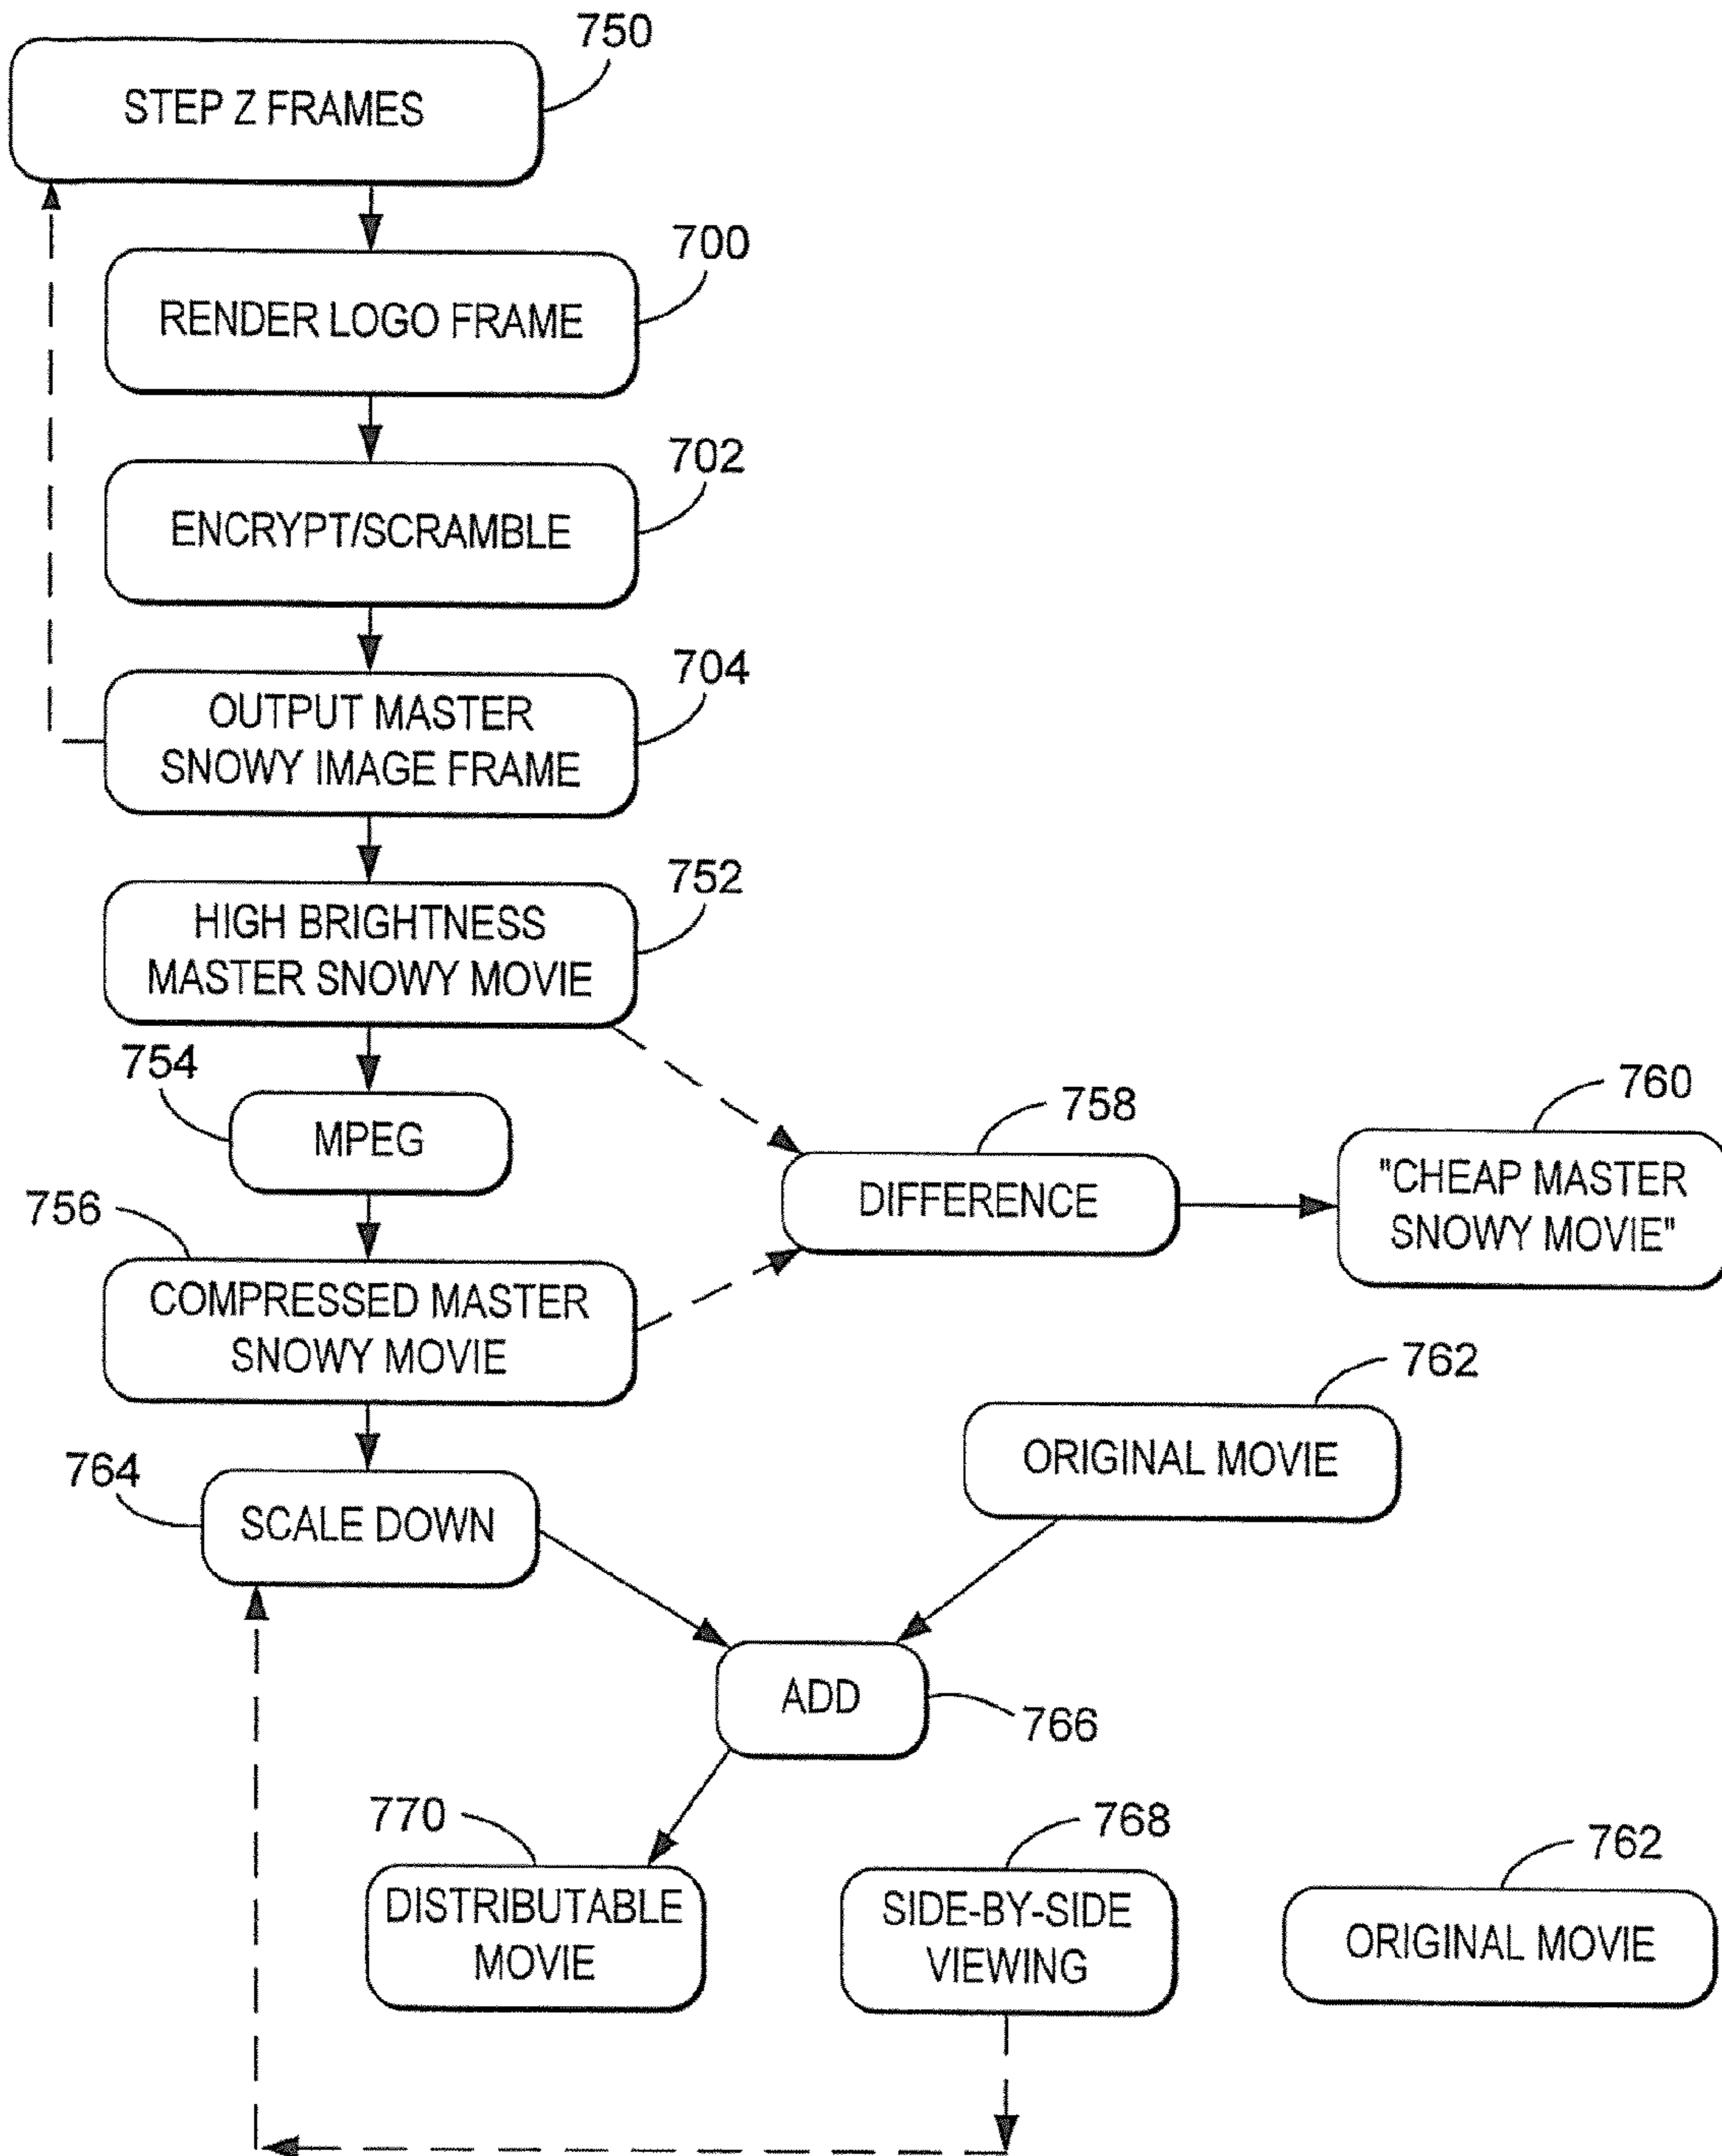 750
STEP Z FRAMES
700
RENDER LOGO FRAME
702
ENCRYPT/SCRAMBLE
704
OUTPUT MASTER
SNOWY IMAGE FRAME
752
HIGH BRIGHTNESS
MASTER SNOWY MOVIE
754
MPEG
758
DIFFERENCE
760
"CHEAP MASTER
SNOWY MOVIE"
756
COMPRESSED MASTER
SNOWY MOVIE
762
ORIGINAL MOVIE
764
SCALE DOWN
ADD
766
770
DISTRIBUTABLE
MOVIE
768
SIDE-BY-SIDE
VIEWING
762
ORIGINAL MOVIE